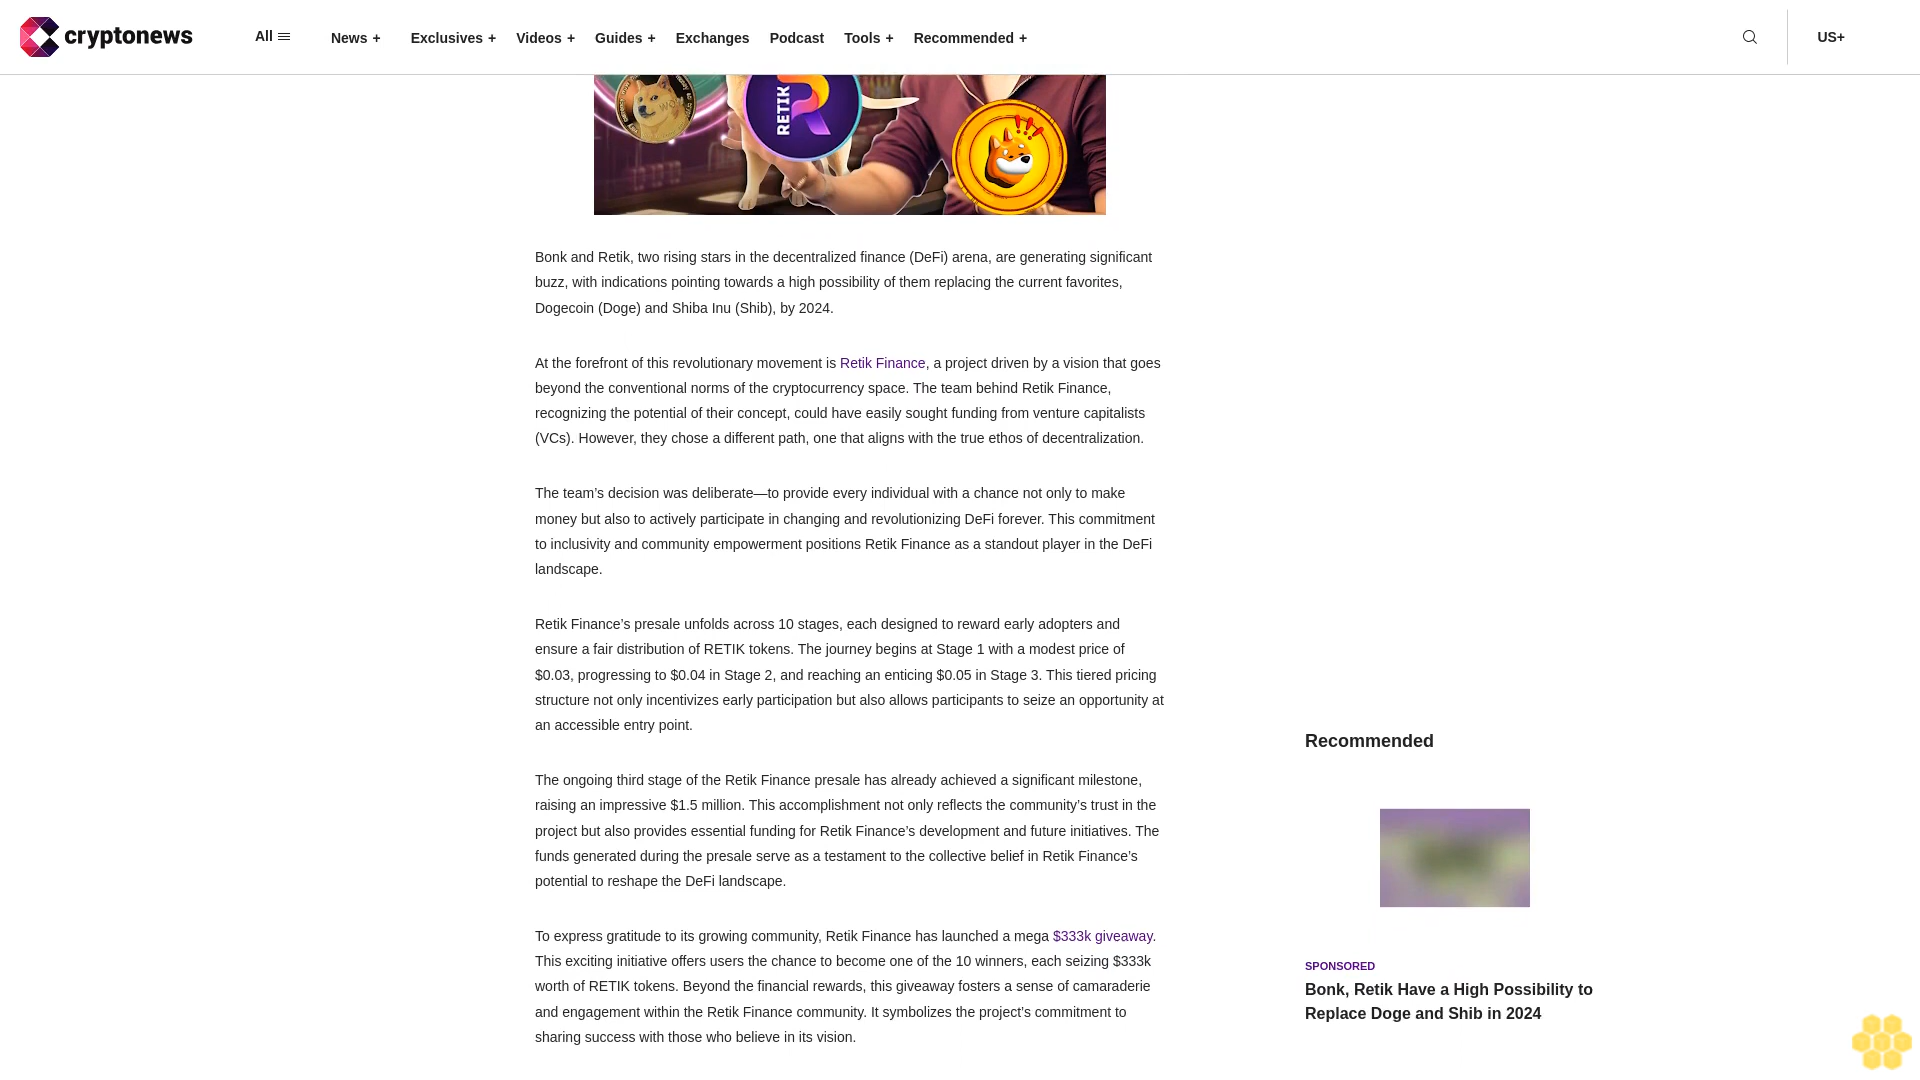 cryptonews
All
News +
Exclusives +
Videos +
Guides +
Exchanges
Podcast
Tools +
Recommended +
US+
RETIK
Bonk and Retik, two rising stars in the decentralized finance (DeFi) arena, are generating significant
buzz, with indications pointing towards a high possibility of them replacing the current favorites,
Dogecoin (Doge) and Shiba Inu (Shib), by 2024.
At the forefront of this revolutionary movement is Retik Finance, a project driven by a vision that goes
beyond the conventional norms of the cryptocurrency space. The team behind Retik Finance,
recognizing the potential of their concept, could have easily sought funding from venture capitalists
(VCs). However, they chose a different path, one that aligns with the true ethos of decentralization.
The team’s decision was deliberate—to provide every individual with a chance not only to make
money but also to actively participate in changing and revolutionizing DeFi forever. This commitment
to inclusivity and community empowerment positions Retik Finance as a standout player in the DeFi
landscape.
Retik Finance’s presale unfolds across 10 stages, each designed to reward early adopters and
ensure a fair distribution of RETIK tokens. The journey begins at Stage 1 with a modest price of
$0.03, progressing to $0.04 in Stage 2, and reaching an enticing $0.05 in Stage 3. This tiered pricing
structure not only incentivizes early participation but also allows participants to seize an opportunity at
an accessible entry point.
The ongoing third stage of the Retik Finance presale has already achieved a significant milestone,
raising an impressive $1.5 million. This accomplishment not only reflects the community’s trust in the
project but also provides essential funding for Retik Finance’s development and future initiatives. The
funds generated during the presale serve as a testament to the collective belief in Retik Finance’s
potential to reshape the DeFi landscape.
To express gratitude to its growing community, Retik Finance has launched a mega $333k giveaway.
This exciting initiative offers users the chance to become one of the 10 winners, each seizing $333k
worth of RETIK tokens. Beyond the financial rewards, this giveaway fosters a sense of camaraderie
and engagement within the Retik Finance community. It symbolizes the project’s commitment to
sharing success with those who believe in its vision.
Recommended
SPONSORED
Bonk, Retik Have a High Possibility to
Replace Doge and Shib in 2024